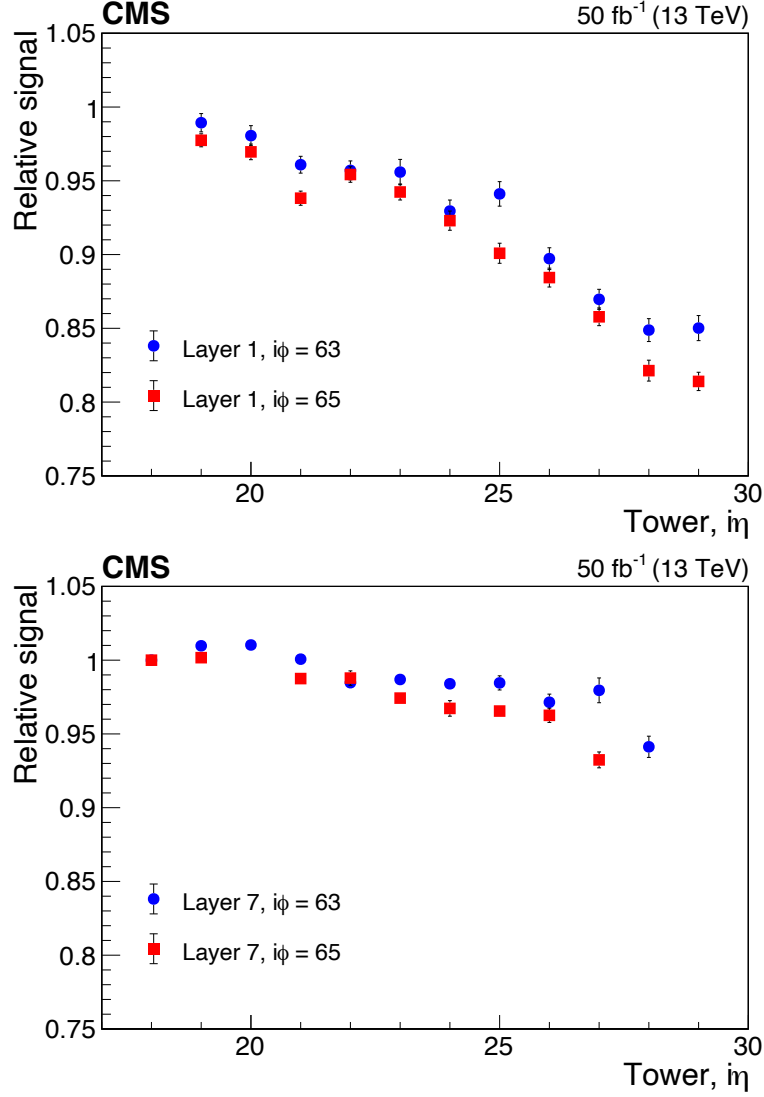 CMS 50 fb⁻¹ (13 TeV)
Relative signal
1.05
1
0.95
0.9
0.85
0.8
0.75
Layer 1, iϕ = 63
Layer 1, iϕ = 65
20 25 30
Tower, iη
CMS 50 fb⁻¹ (13 TeV)
Relative signal
1.05
1
0.95
0.9
0.85
0.8
0.75
Layer 7, iϕ = 63
Layer 7, iϕ = 65
20 25 30
Tower, iη